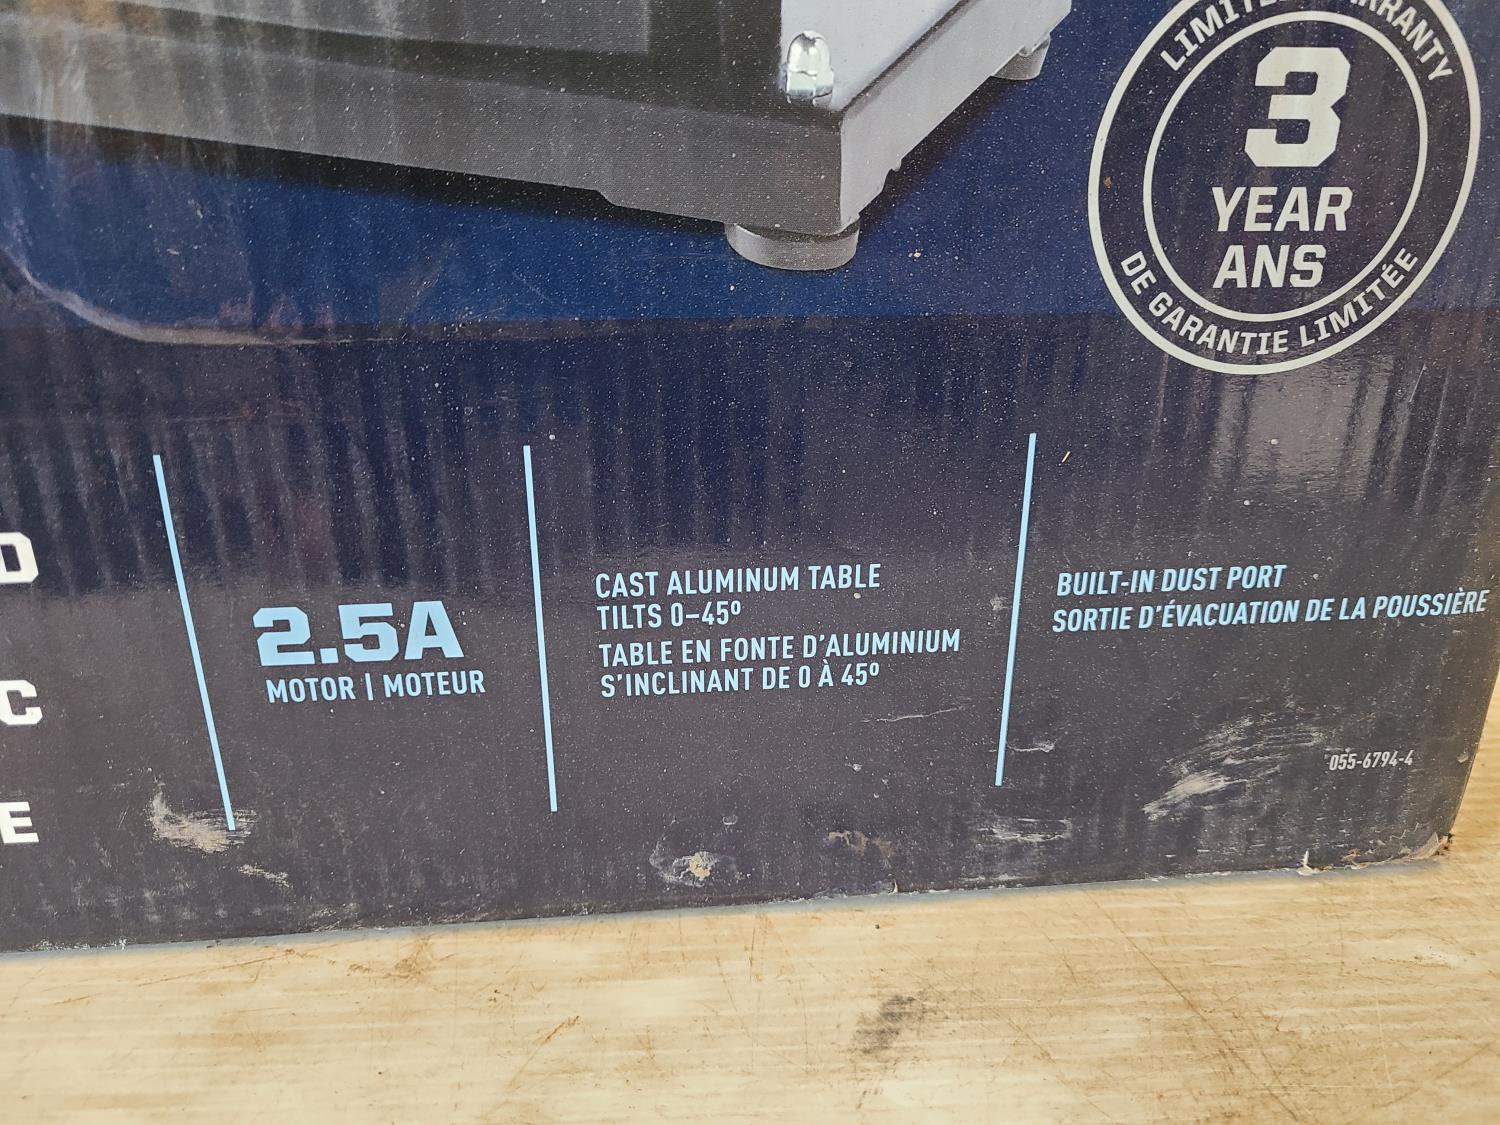 LIMITED WARRANTY
3
YEAR
ANS
DE GARANTIE LIMITÉE
D
C
E
2.5A
MOTOR | MOTEUR
CAST ALUMINUM TABLE
TILTS 0–45º
TABLE EN FONTE D'ALUMINIUM
S'INCLINANT DE 0 À 45º
BUILT-IN DUST PORT
SORTIE D'ÉVACUATION DE LA POUSSIÈRE
055-6794-4